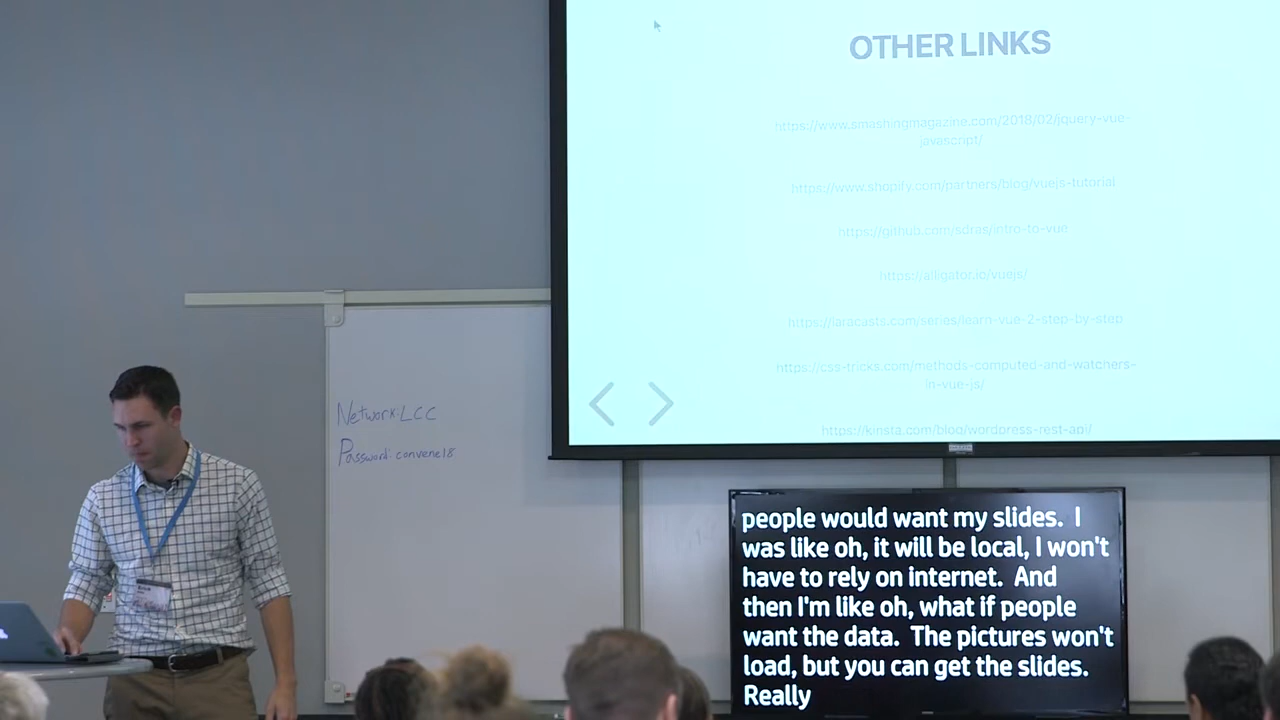 OTHER LINKS
https://www.smashingmagazine.com/2018/02/jquery-vue-
javascript/
https://www.shopify.com/partners/blog/vuejs-tutorial
https://github.com/sdras/intro-to-vue
https://alligator.io/vuejs/
https://laracasts.com/series/learn-vue-2-step-by-step
https://css-tricks.com/methods-computed-and-watchers-
in-vue-js/
https://kinsta.com/blog/wordpress-rest-api/
Network: LCC
Password: convene18
people would want my slides. I
was like oh, it will be local, I won't
have to rely on internet. And
then I'm like oh, what if people
want the data. The pictures won't
load, but you can get the slides.
Really